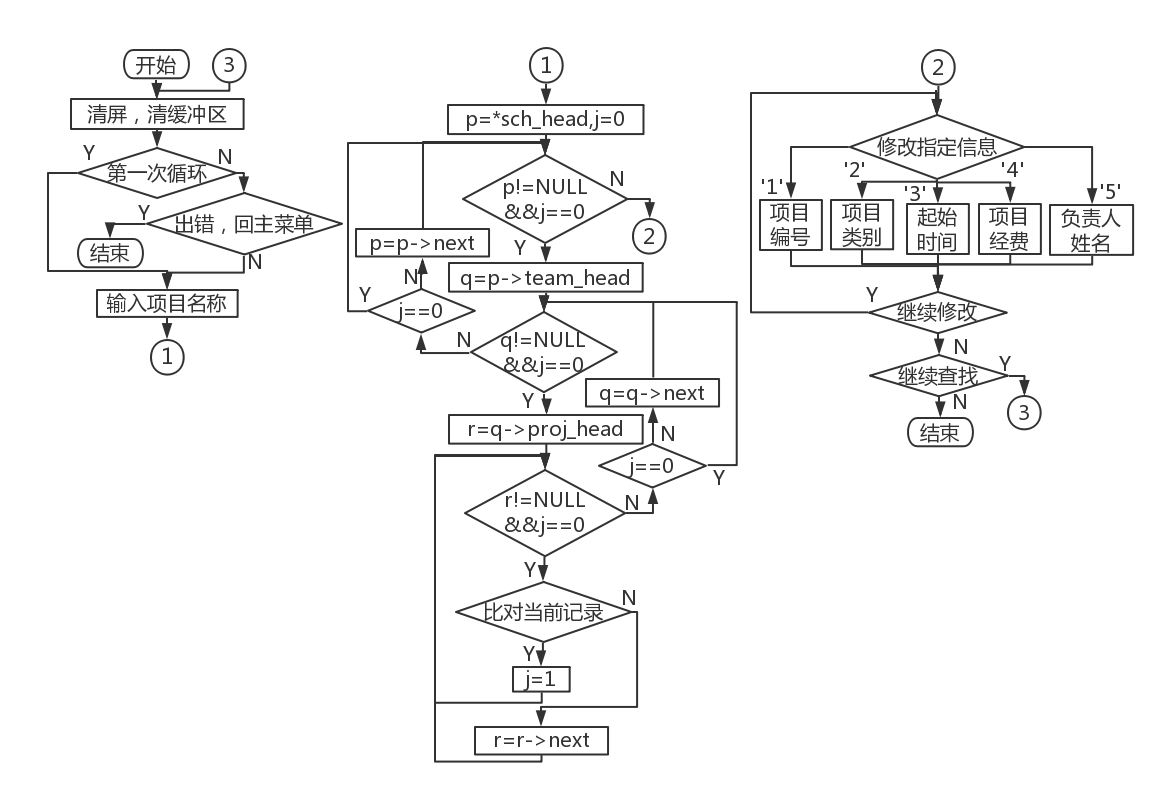 开始
3
清屏，清缓冲区
Y
N
第一次循环
Y
出错，回主菜单
结束
N
输入项目名称
1
1
p=*sch_head,j=0
p!=NULL
&&j==0
N
2
Y
p=p->next
q=p->team_head
N
Y
j==0
N
q!=NULL
&&j==0
Y
q=q->next
r=q->proj_head
N
j==0
Y
r!=NULL
&&j==0
N
Y
比对当前记录
N
Y
j=1
r=r->next
2
修改指定信息
'1'
'2'
'3'
'4'
'5'
项目
编号
项目
类别
起始
时间
项目
经费
负责人
姓名
Y
继续修改
N
继续查找
Y
N
3
结束